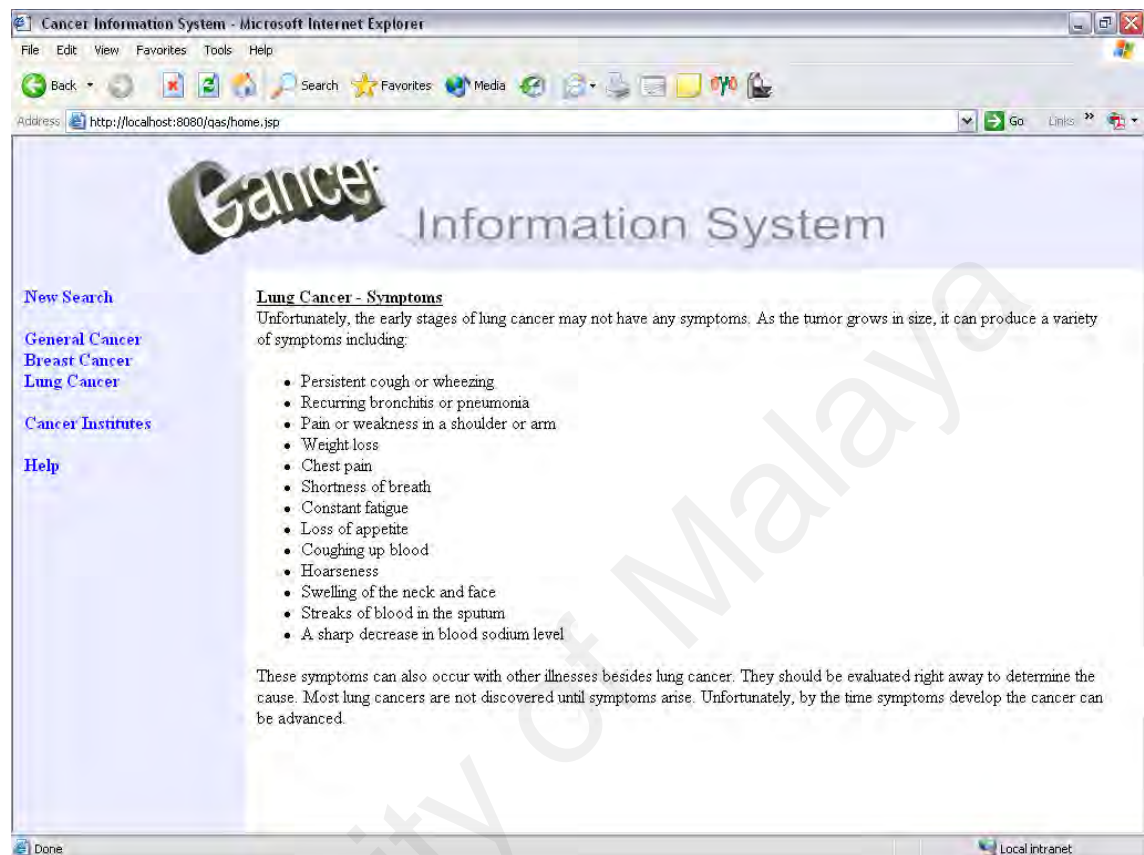 Cancer Information System - Microsoft Internet Explorer
File Edit View Favorites Tools Help
Back Search Favorites Media
Address http://localhost:8080/qas/home.jsp Go Links »
Cancer
Information System
New Search
General Cancer
Breast Cancer
Lung Cancer
Cancer Institutes
Help
Lung Cancer - Symptoms
Unfortunately, the early stages of lung cancer may not have any symptoms. As the tumor grows in size, it can produce a variety
of symptoms including:
• Persistent cough or wheezing
• Recurring bronchitis or pneumonia
• Pain or weakness in a shoulder or arm
• Weight loss
• Chest pain
• Shortness of breath
• Constant fatigue
• Loss of appetite
• Coughing up blood
• Hoarseness
• Swelling of the neck and face
• Streaks of blood in the sputum
• A sharp decrease in blood sodium level
These symptoms can also occur with other illnesses besides lung cancer. They should be evaluated right away to determine the
cause. Most lung cancers are not discovered until symptoms arise. Unfortunately, by the time symptoms develop the cancer can
be advanced.
Done Local intranet
of Malaya